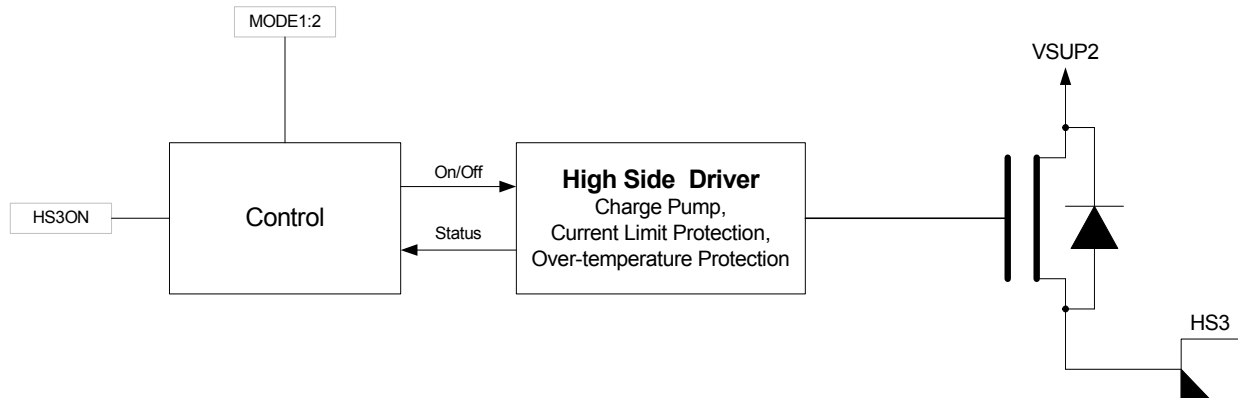 MODE1:2
VSUP2
HS3ON
Control
On/Off
Status
High Side Driver
Charge Pump,
Current Limit Protection,
Over-temperature Protection
HS3